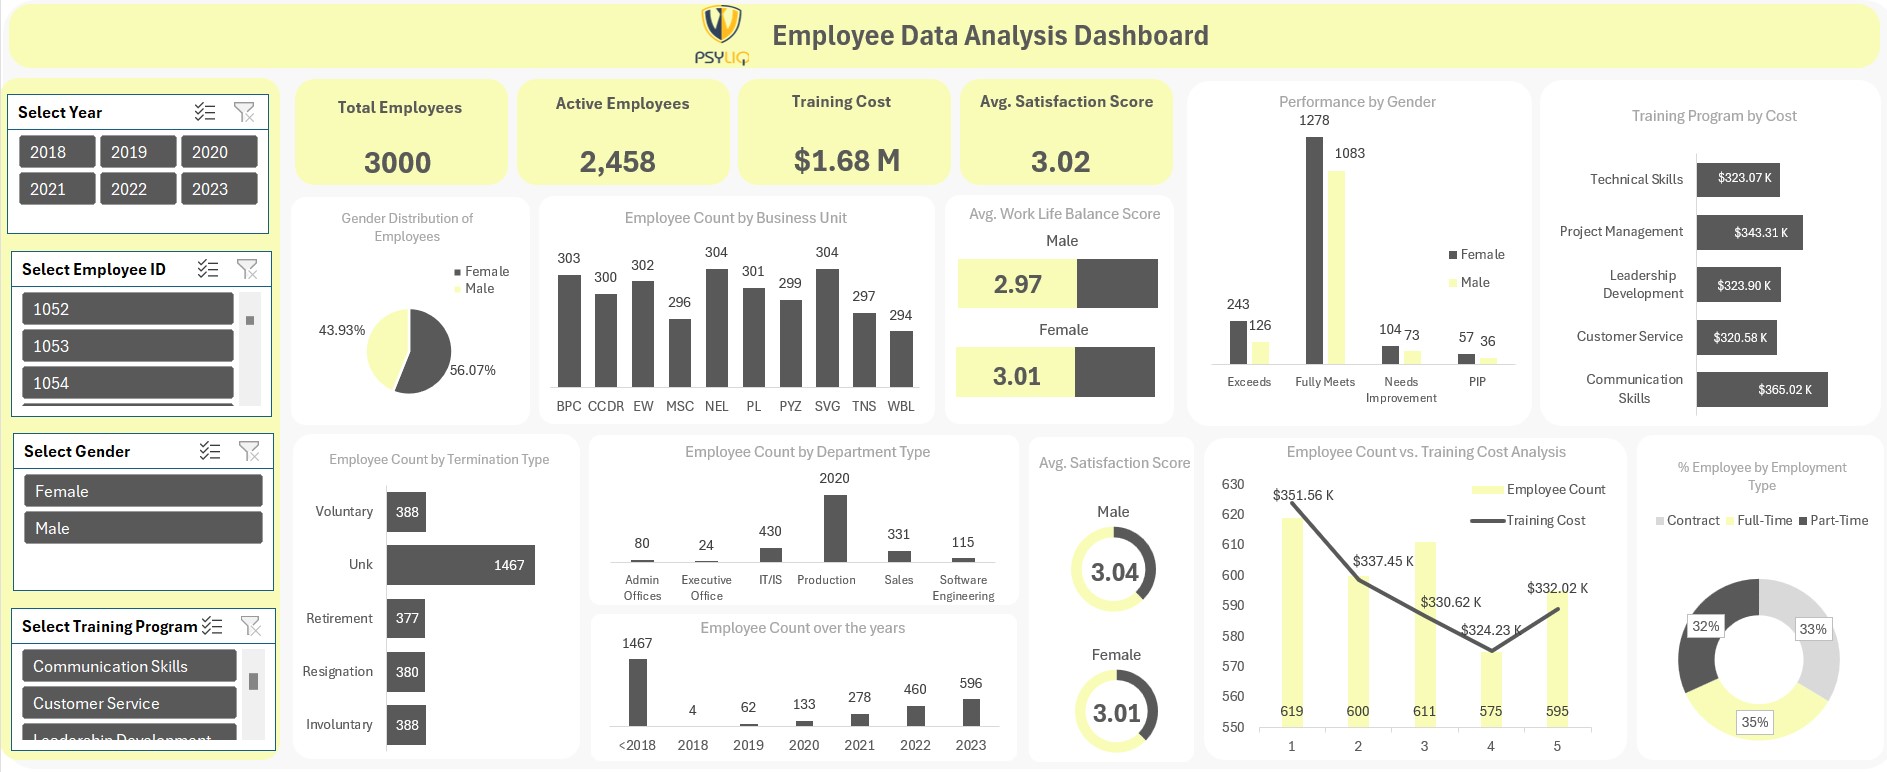 PSYLIQ
Employee Data Analysis Dashboard
Select Year
2018 2019 2020
2021 2022 2023
Select Employee ID
1052
1053
1054
Select Gender
Female
Male
Select Training Program
Communication Skills
Customer Service
Leadership Development
Total Employees
3000
Active Employees
2,458
Training Cost
$1.68 M
Avg. Satisfaction Score
3.02
Gender Distribution of
Employees
Female
Male
43.93%
56.07%
Employee Count by Business Unit
303 300 302 296 304 301 299 304 297 294
BPC CCDR EW MSC NEL PL PYZ SVG TNS WBL
Avg. Work Life Balance Score
Male
2.97
Female
3.01
Performance by Gender
1278
1083
243
126
104 73
57 36
Female
Male
Exceeds Fully Meets Needs PIP
Improvement
Training Program by Cost
Technical Skills $323.07 K
Project Management $343.31 K
Leadership
Development $323.90 K
Customer Service $320.58 K
Communication
Skills $365.02 K
Employee Count by Termination Type
Voluntary 388
Unk 1467
Retirement 377
Resignation 380
Involuntary 388
Employee Count by Department Type
80 24 430 2020 331 115
Admin Executive IT/IS Production Sales Software
Offices Office Engineering
Employee Count over the years
1467 4 62 133 278 460 596
<2018 2018 2019 2020 2021 2022 2023
Avg. Satisfaction Score
Male
3.04
Female
3.01
Employee Count vs. Training Cost Analysis
Employee Count
Training Cost
630
620
610
600
590
580
570
560
550
$351.56 K
$337.45 K
$330.62 K
$324.23 K
$332.02 K
619 600 611 575 595
1 2 3 4 5
% Employee by Employment
Type
Contract Full-Time Part-Time
32%
33%
35%